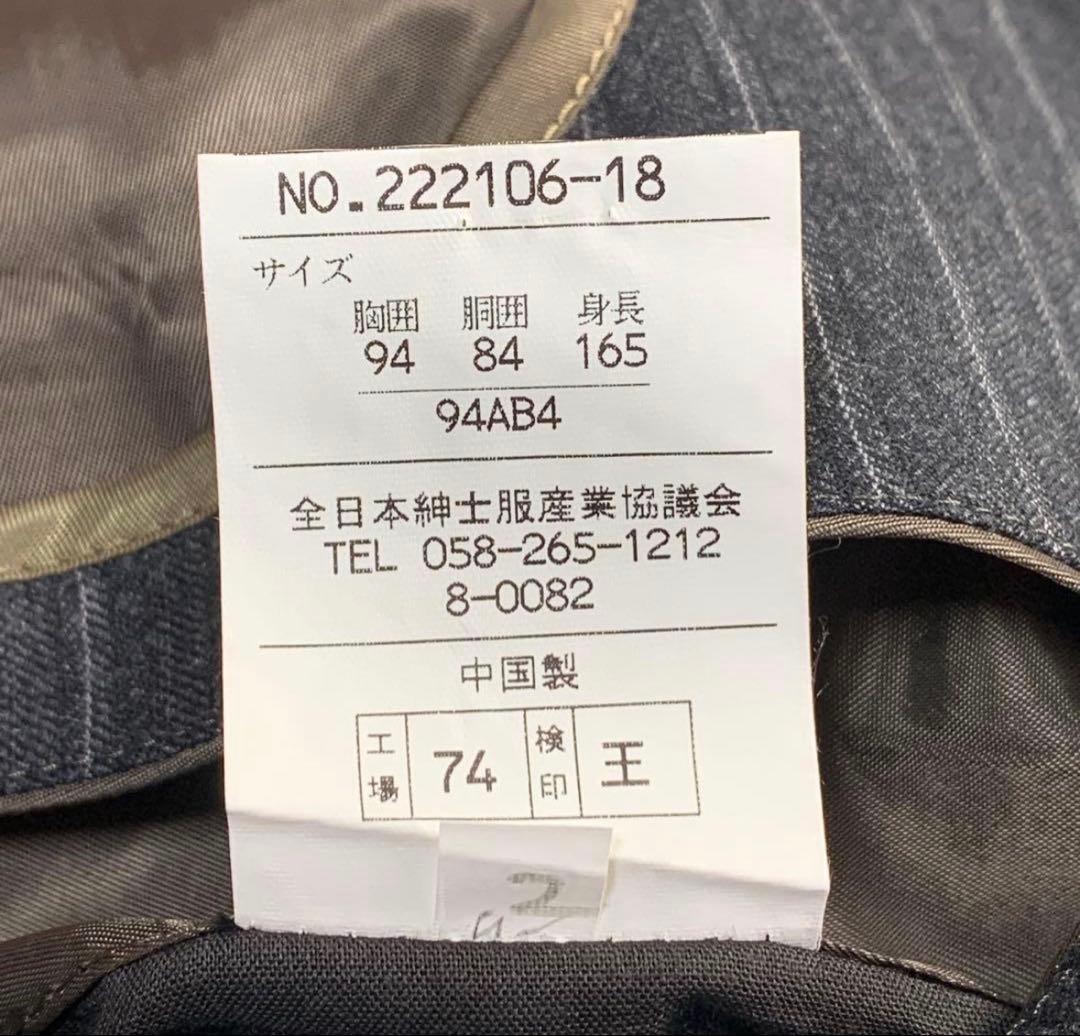 NO.222106-18
サイズ
胸囲 胴囲 身長
94 84 165
94AB4
全日本紳士服産業協議会
TEL 058-265-1212
8-0082
中国製
工場 74 検印 王
2